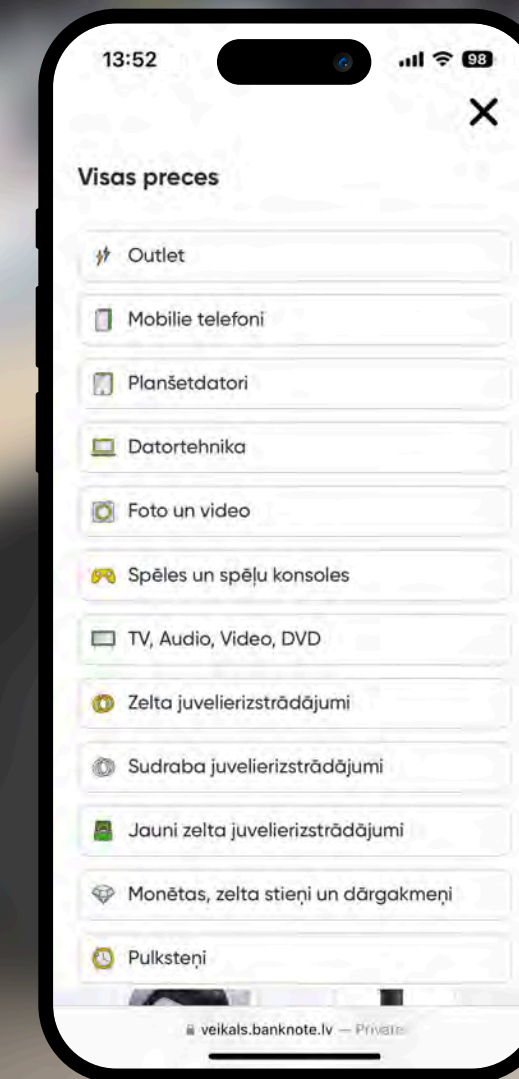 13:52
98
Visas preces
Outlet
Mobilie telefoni
Planšetdatori
Datortehnika
Foto un video
Spēles un spēļu konsoles
TV, Audio, Video, DVD
Zelta juvelierizstrādājumi
Sudraba juvelierizstrādājumi
Jauni zelta juvelierizstrādājumi
Monētas, zelta stieņi un dārgakmeņi
Pulksteņi
veikals.banknote.lv — Private